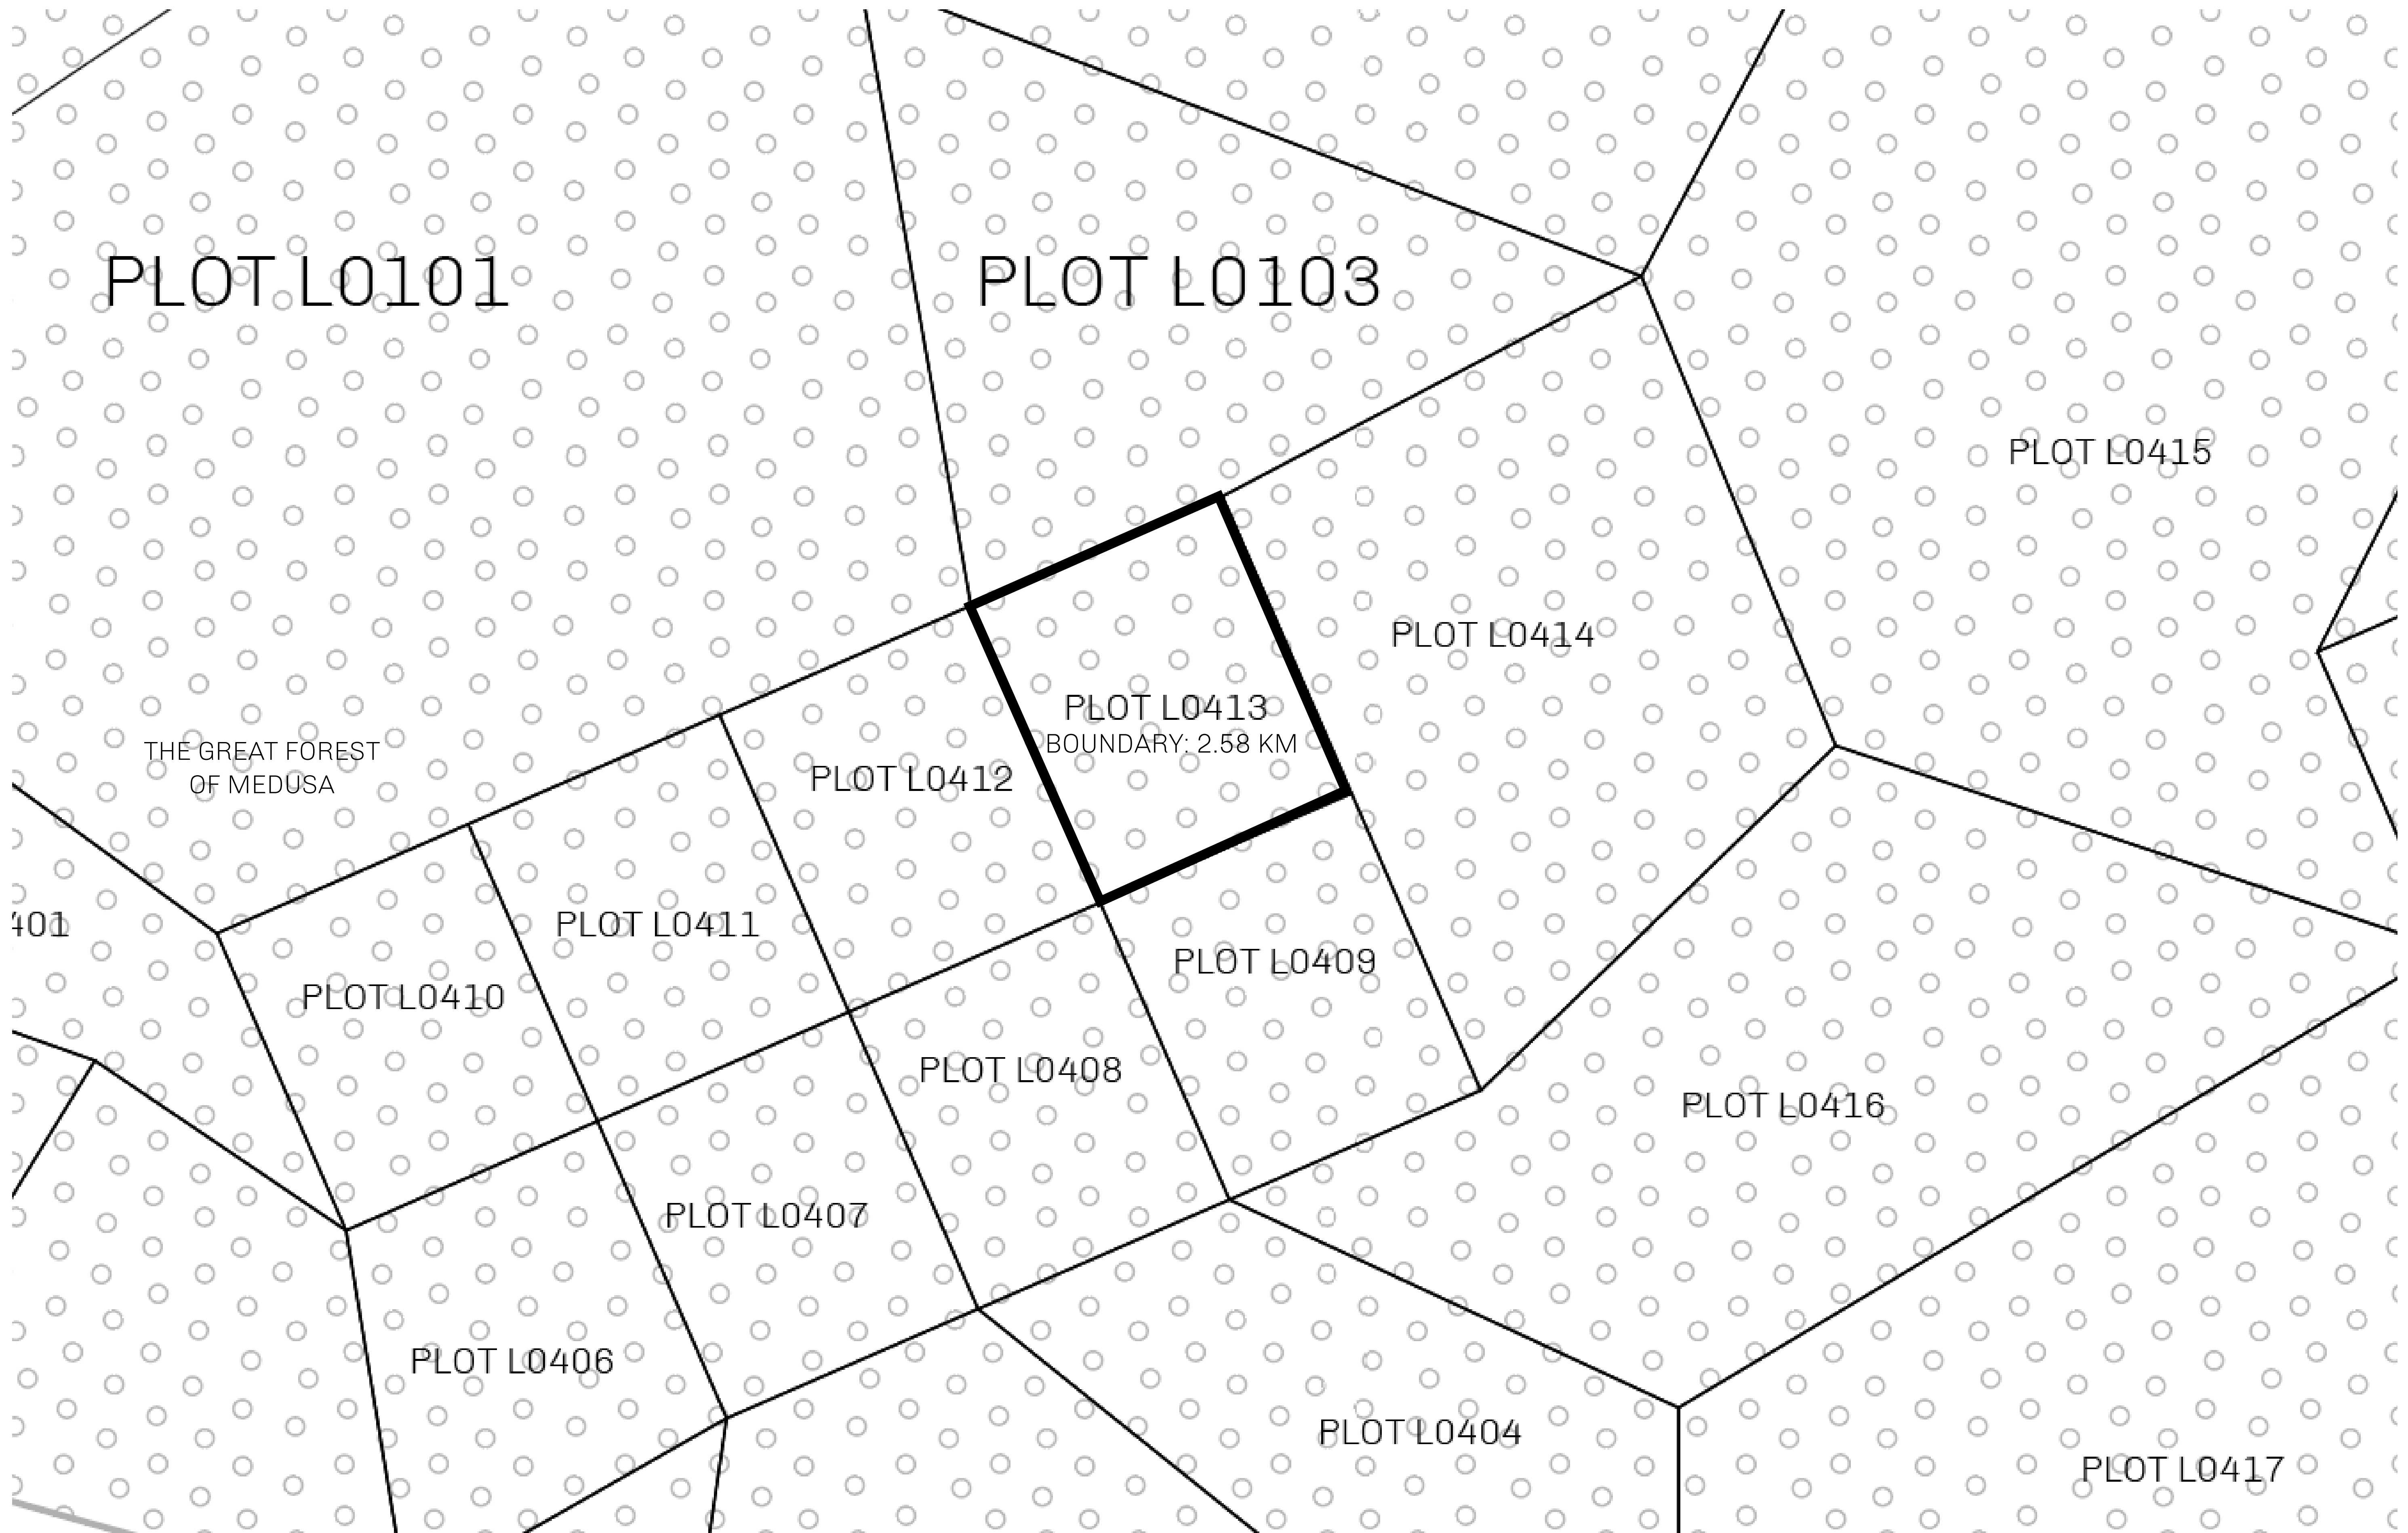 PLOT L0101
PLOT L0103
PLOT L0415
PLOT L0414
PLOT L0413
BOUNDARY: 2.58 KM
THE GREAT FOREST
OF MEDUSA
PLOT L0412
401
PLOT L0411
PLOT L0409
PLOT L0410
PLOT L0408
PLOT L0416
PLOT L0407
PLOT L0406
PLOT L0404
PLOT L0417